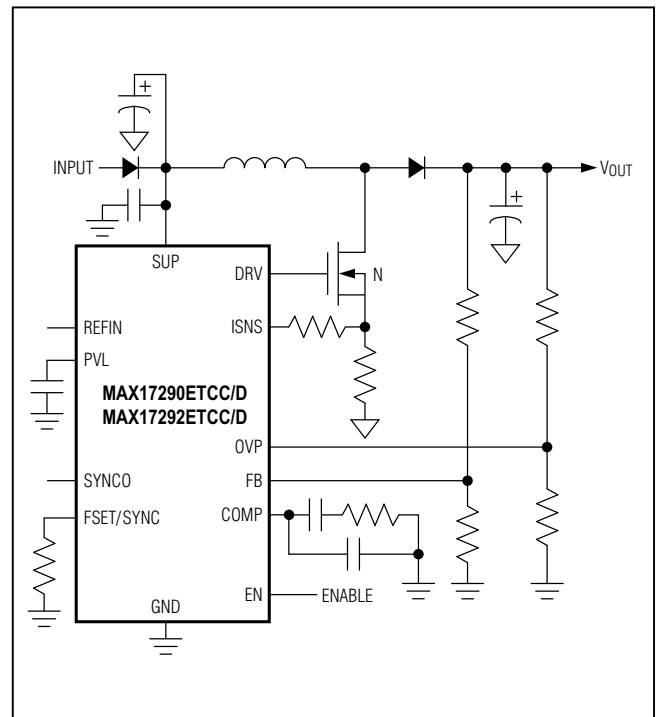 +
INPUT
VOUT
+
SUP
DRV
N
REFIN
ISNS
PVL
MAX17290ETCC/D
MAX17292ETCC/D
OVP
SYNCO
FB
FSET/SYNC
COMP
EN
ENABLE
GND